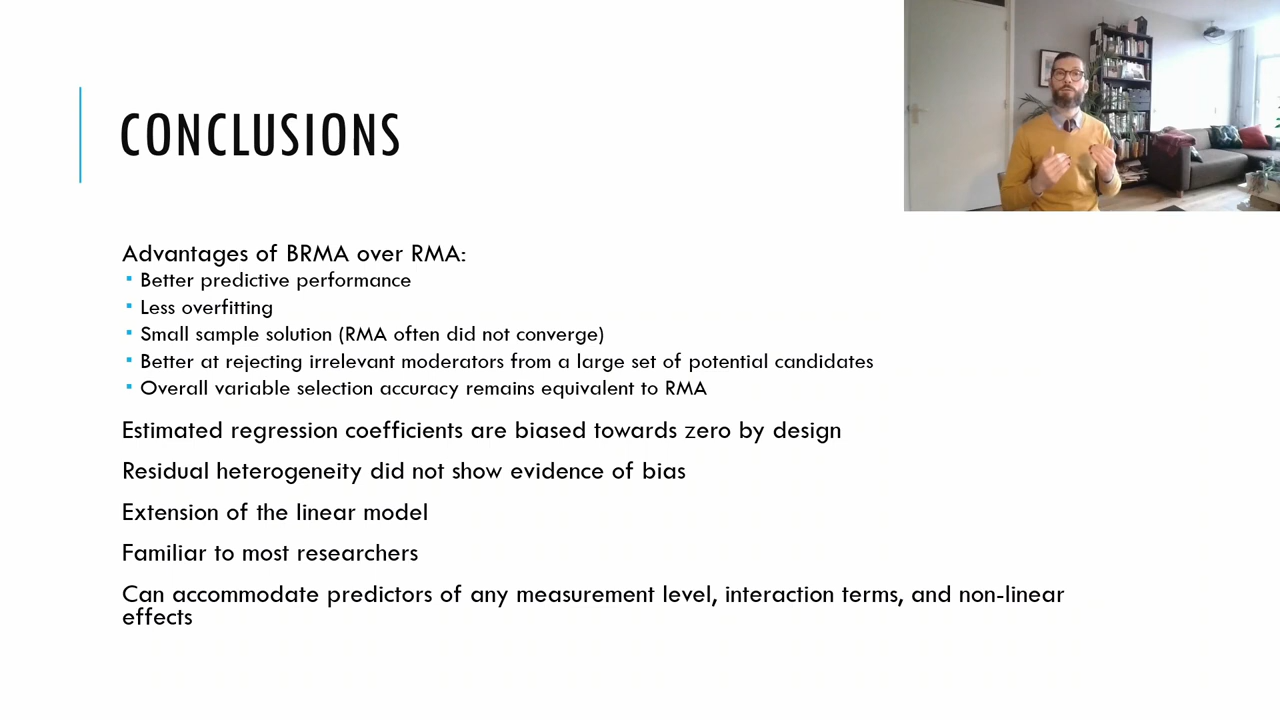 CONCLUSIONS
Advantages of BRMA over RMA:
Better predictive performance
Less overfitting
Small sample solution (RMA often did not converge)
Better at rejecting irrelevant moderators from a large set of potential candidates
Overall variable selection accuracy remains equivalent to RMA
Estimated regression coefficients are biased towards zero by design
Residual heterogeneity did not show evidence of bias
Extension of the linear model
Familiar to most researchers
Can accommodate predictors of any measurement level, interaction terms, and non-linear
effects